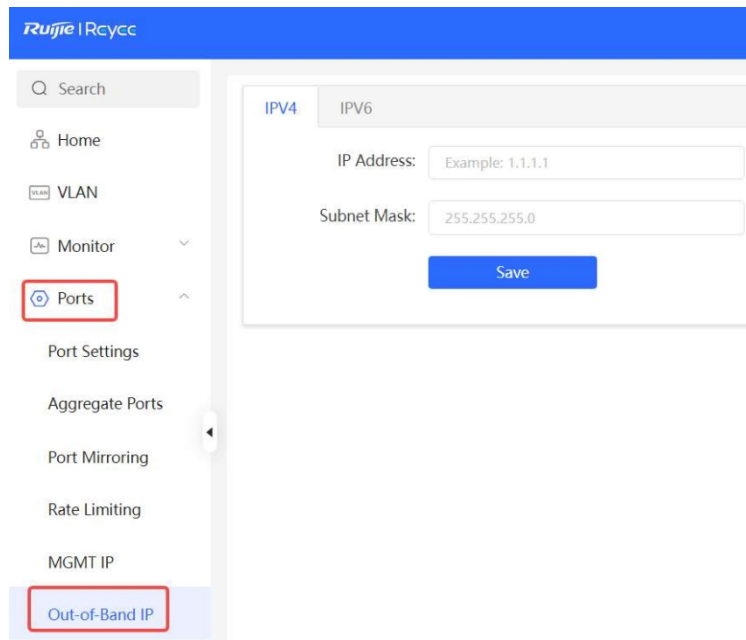 Ruijie | Rcycc
Search
Home
VLAN
VLAN
Monitor
Ports
Port Settings
Aggregate Ports
Port Mirroring
Rate Limiting
MGMT IP
Out-of-Band IP
IPV4 IPV6
IP Address: Example: 1.1.1.1
Subnet Mask: 255.255.255.0
Save